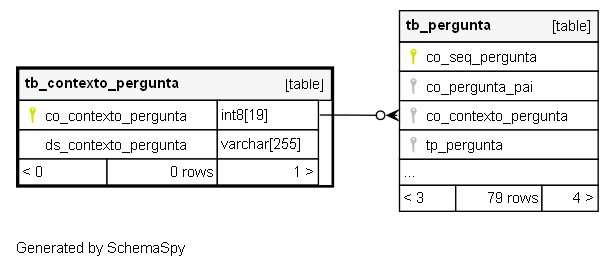 tb_pergunta [table]
co_seq_pergunta
co_pergunta_pai
co_contexto_pergunta
tp_pergunta
...
< 3 79 rows 4 >
tb_contexto_pergunta [table]
co_contexto_pergunta int8[19]
ds_contexto_pergunta varchar[255]
< 0 0 rows 1 >
Generated by SchemaSpy